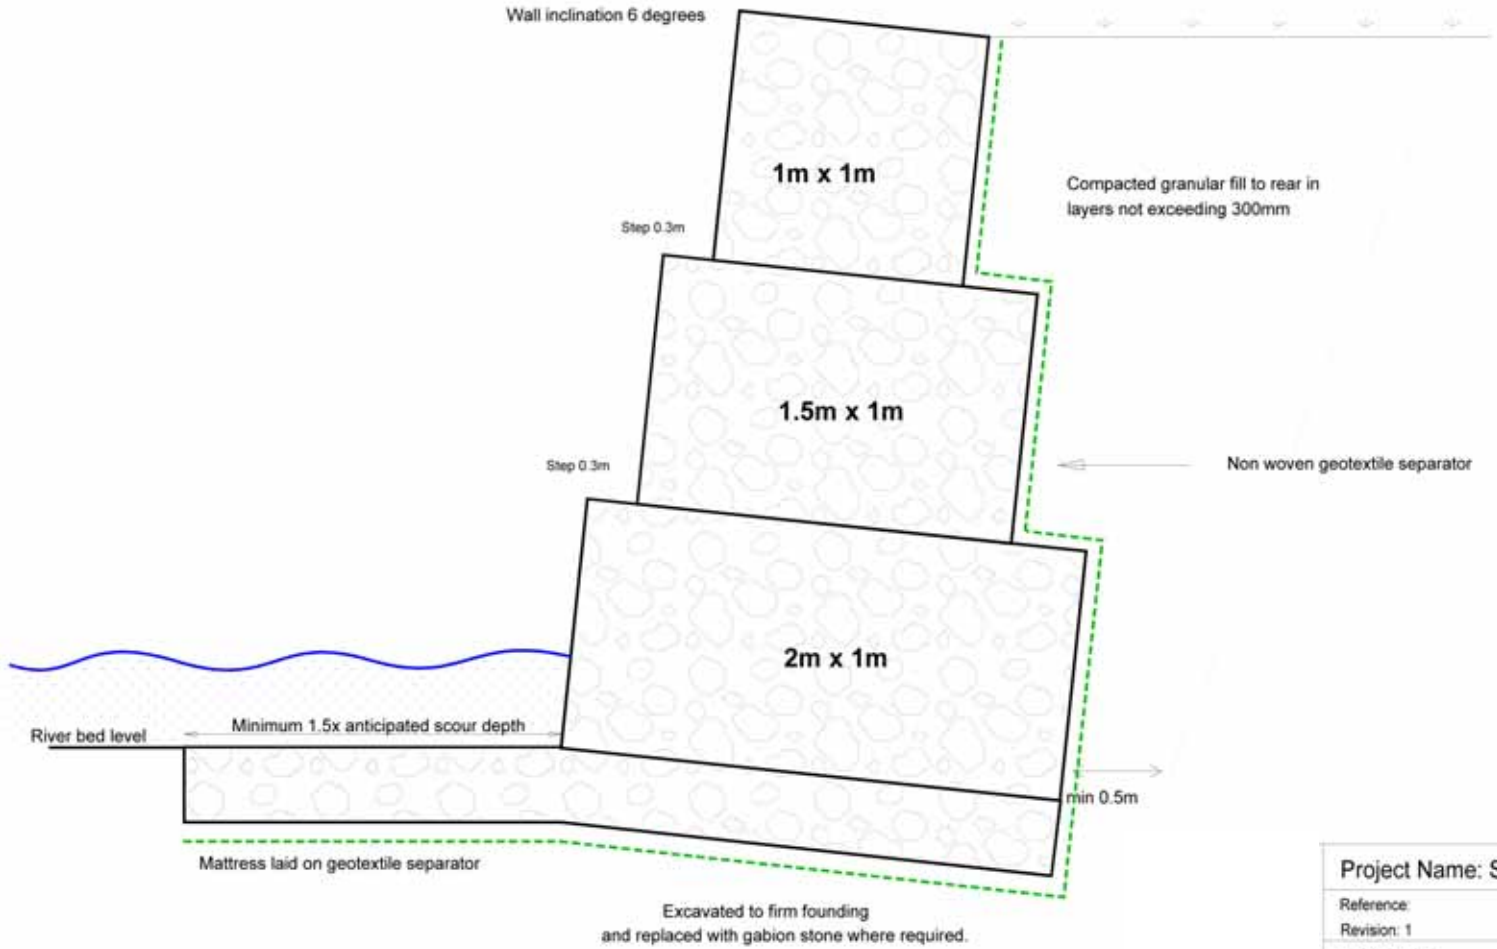 Wall inclination 6 degrees
1m x 1m
Compacted granular fill to rear in
layers not exceeding 300mm
Step 0.3m
1.5m x 1m
Step 0.3m
Non woven geotextile separator
2m x 1m
Minimum 1.5x anticipated scour depth
River bed level
min 0.5m
Mattress laid on geotextile separator
Project Name: S
Reference:
Revision: 1
Excavated to firm founding
and replaced with gabion stone where required.